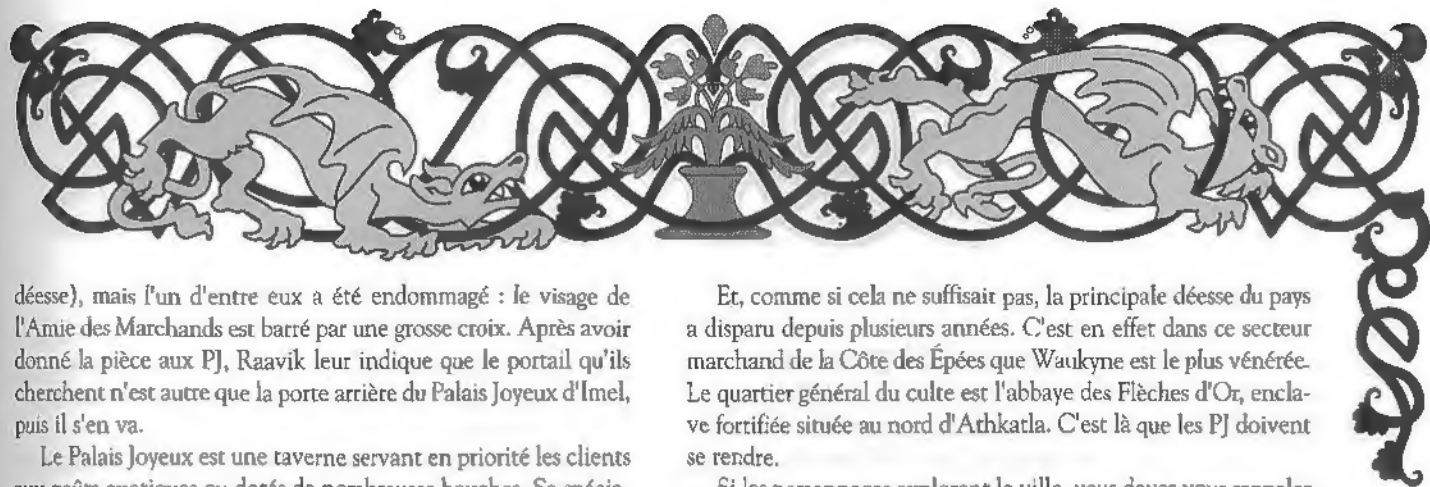 déesse), mais l'un d'entre eux a été endommagé : le visage de
l'Amie des Marchands est barré par une grosse croix. Après avoir
donné la pièce aux PJ, Raavik leur indique que le portail qu'ils
cherchent n'est autre que la porte arrière du Palais Joyeux d'Imel,
puis il s'en va.
Le Palais Joyeux est une taverne servant en priorité les clients
Et, comme si cela ne suffisait pas, la principale déesse du pays
a disparu depuis plusieurs années. C'est en effet dans ce secteur
marchand de la Côte des Épées que Waukyne est le plus vénérée.
Le quartier général du culte est l'abbaye des Flèches d'Or, encla-
ve fortifiée située au nord d'Athkatla. C'est là que les PJ doivent
se rendre.